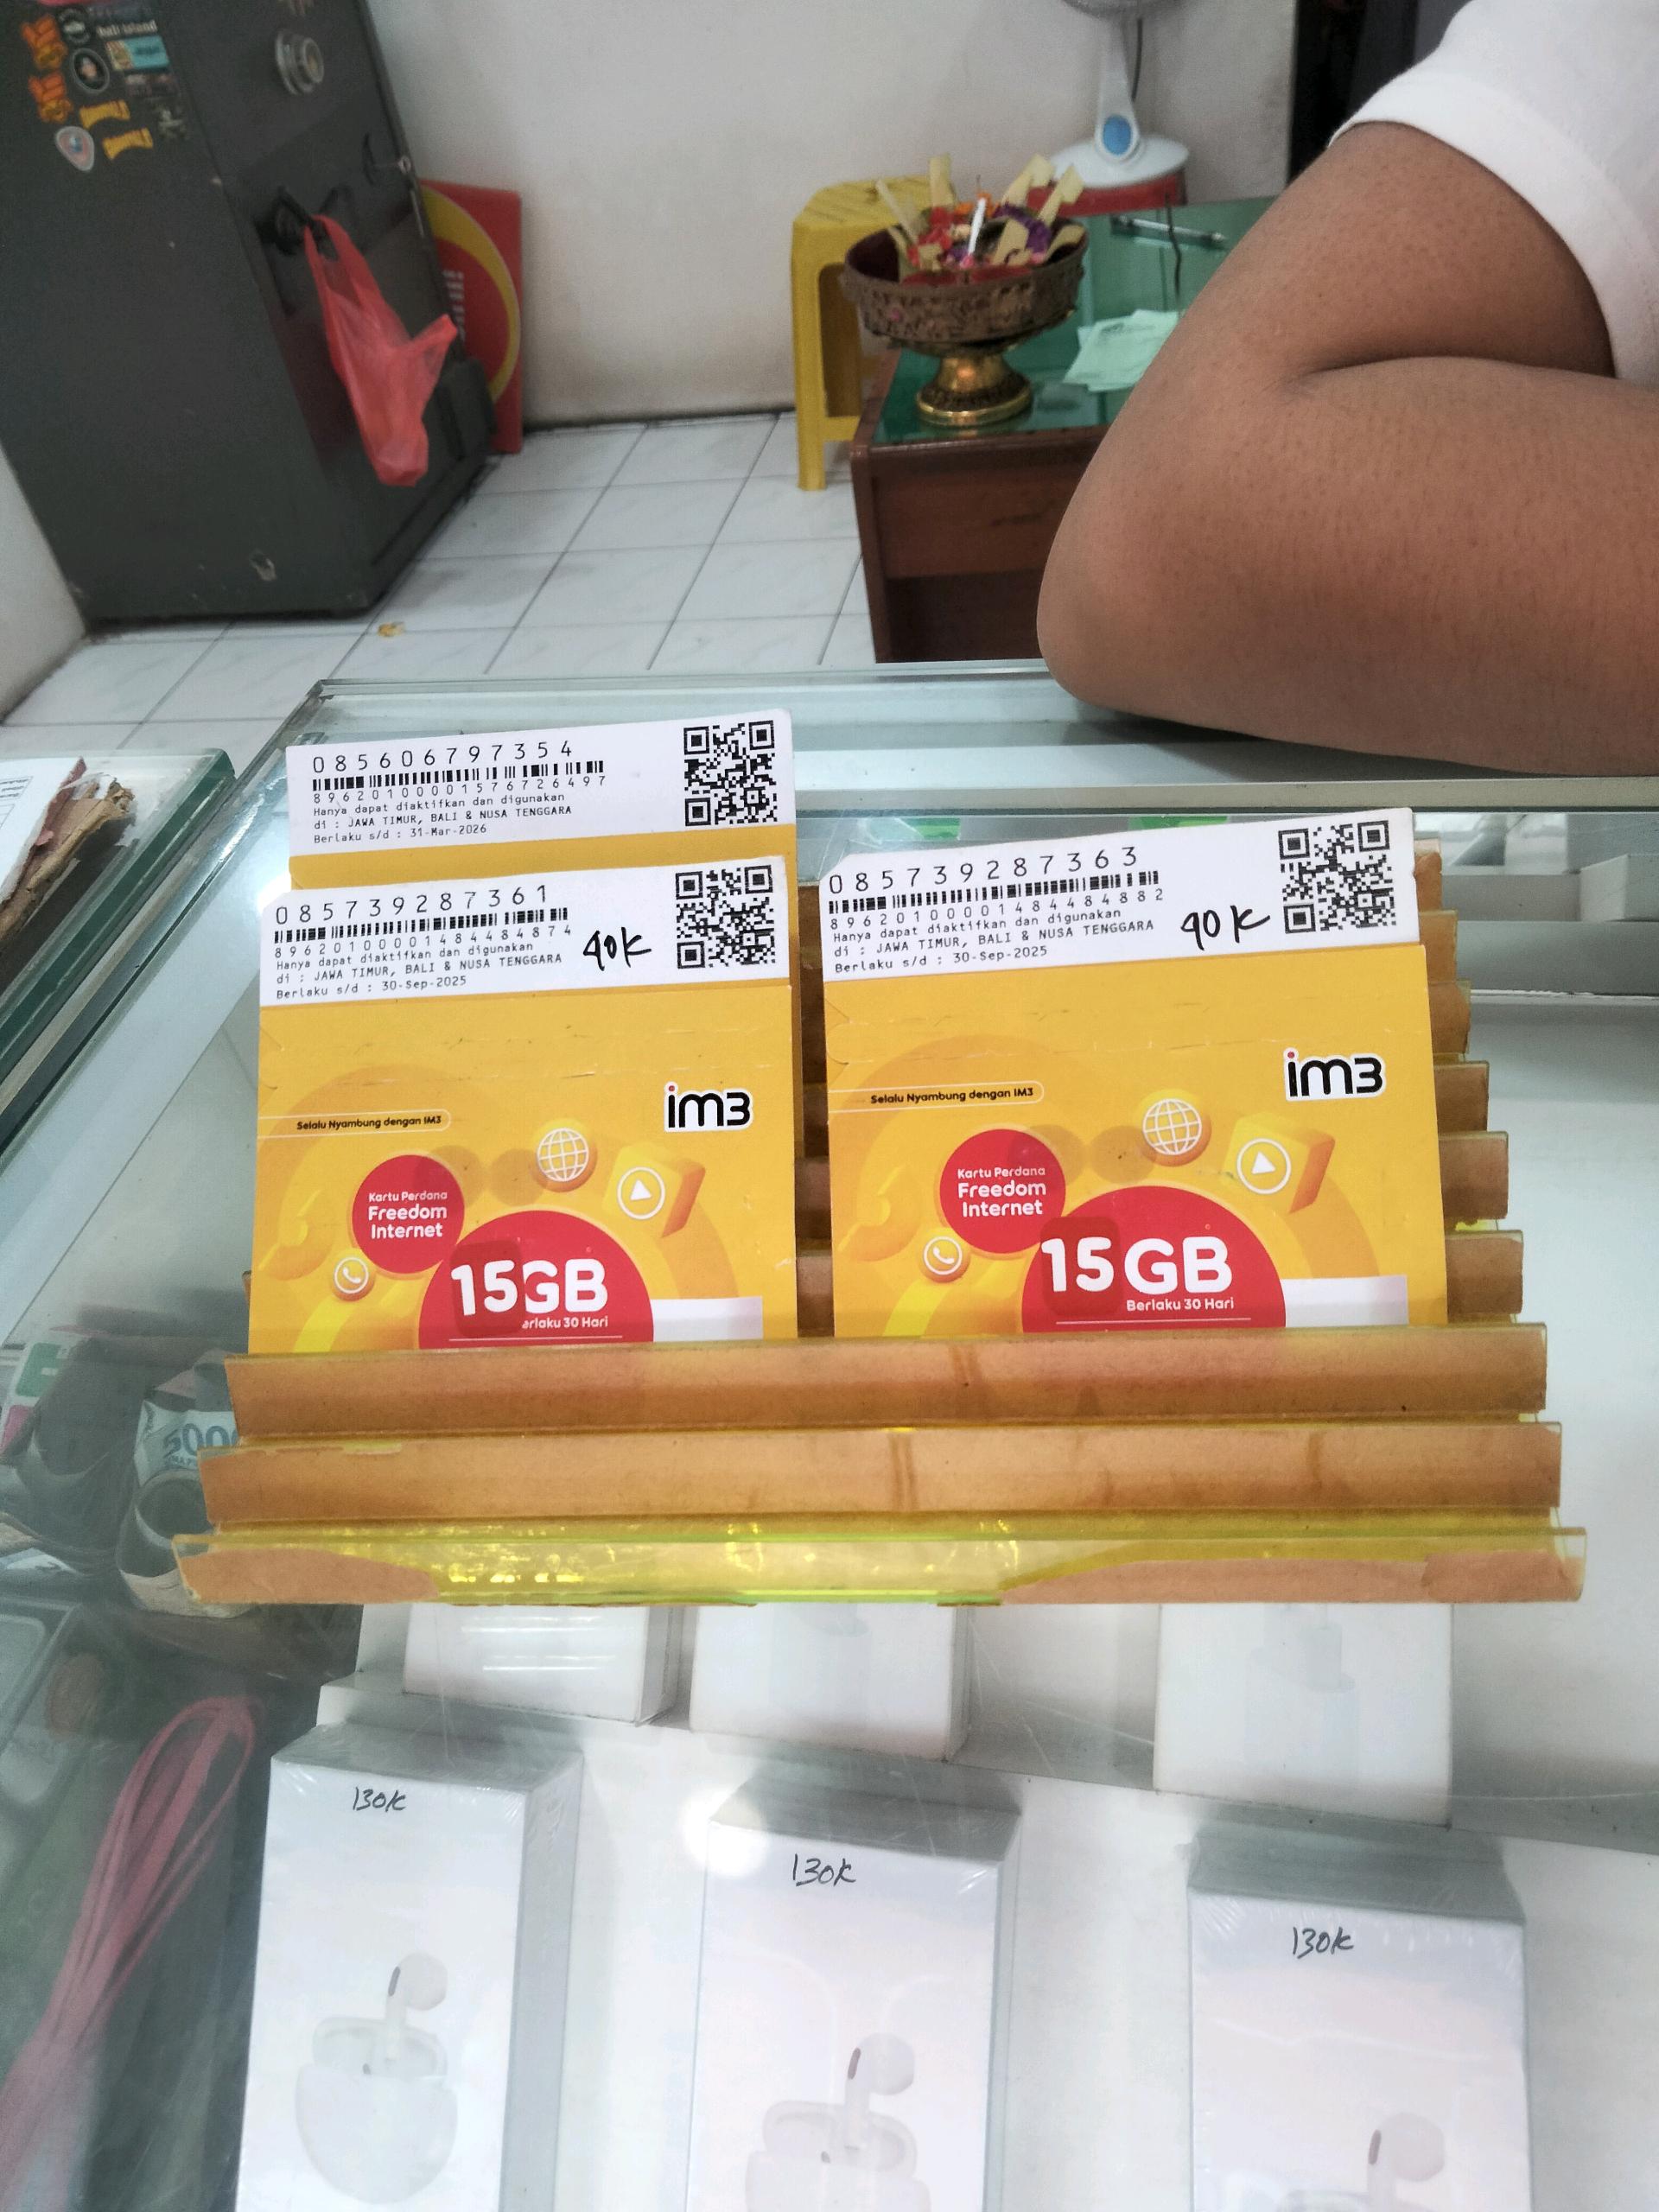 bali island
085606797354
8962010000157672649 7
Hanya dapat diaktifkan dan digunakan
di : JAWA TIMUR, BALI & NUSA TENGGARA
Berlaku s/d : 31-Mar-2026
085739287361
8962010000148448487 4
Hanya dapat diaktifkan dan digunakan
di : JAWA TIMUR, BALI & NUSA TENGGARA
Berlaku s/d : 30-Sep-2025
40K
im3
Selalu Nyambung dengan IM3
Kartu Perdana
Freedom
Internet
15GB
erlaku 30 Hari
085739287363
8962010000148448488 2
Hanya dapat diaktifkan dan digunakan
di : JAWA TIMUR, BALI & NUSA TENGGARA
Berlaku s/d : 30-Sep-2025
40K
im3
Selalu Nyambung dengan IM3
Kartu Perdana
Freedom
Internet
15GB
Berlaku 30 Hari
130K
130K
130K